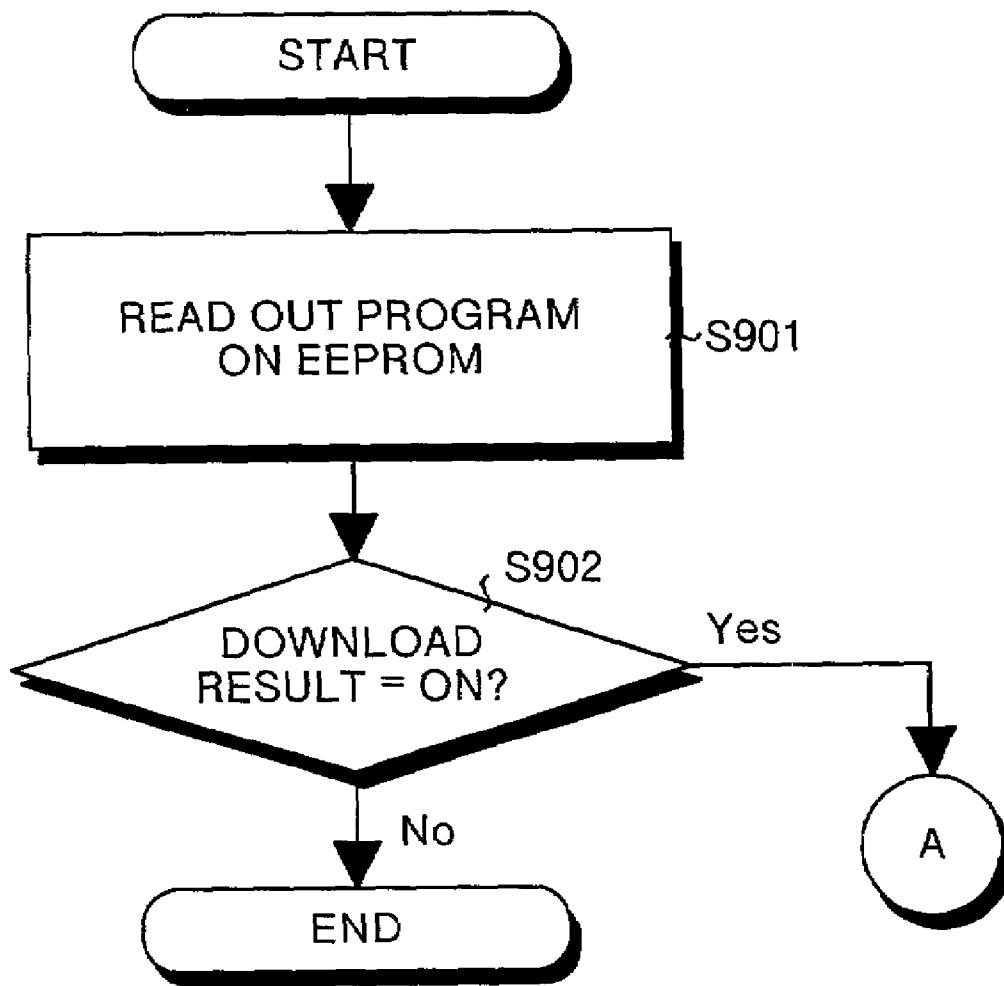 START
READ OUT PROGRAM
ON EEPROM
S901
S902
DOWNLOAD
RESULT = ON?
Yes
No
A
END